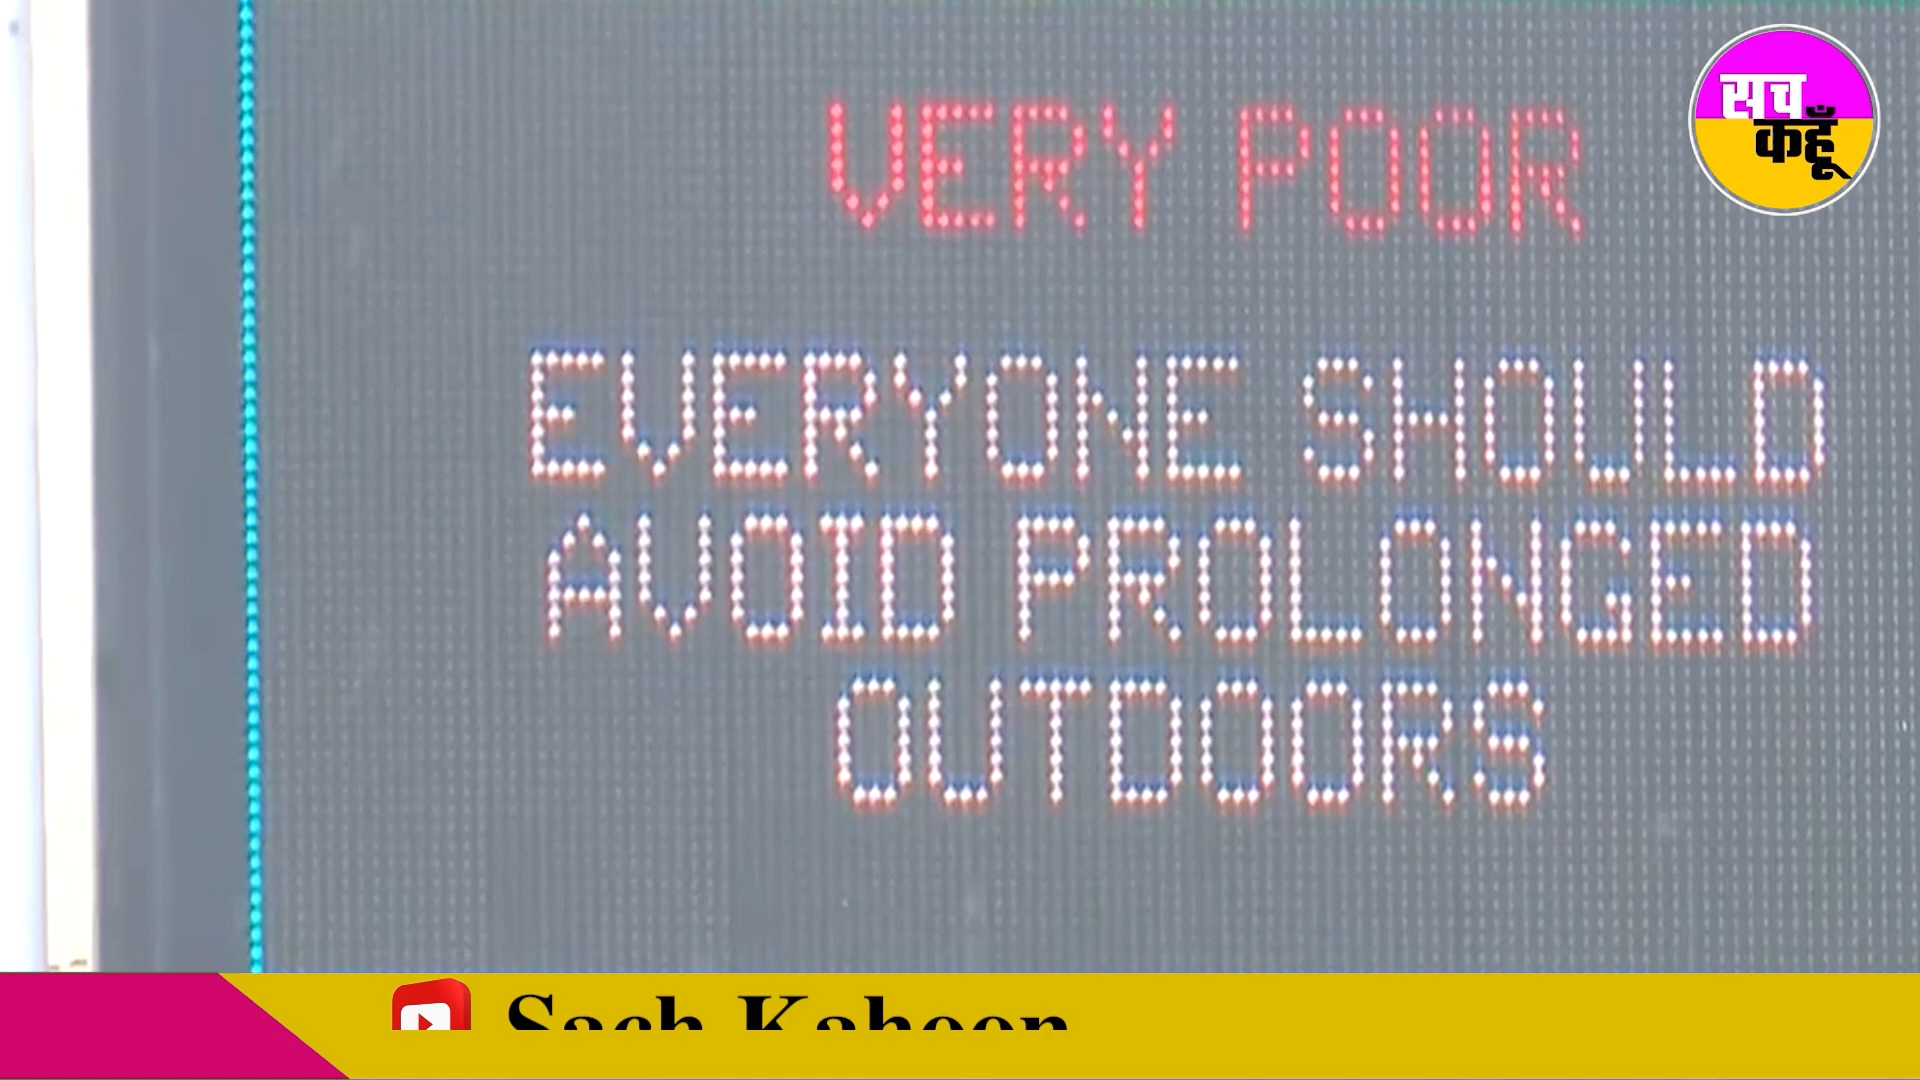 VERY POOR
सच
कहूँ
EVERYONE SHOULD
AVOID PROLONGED
OUTDOORS
Sach Kahoon